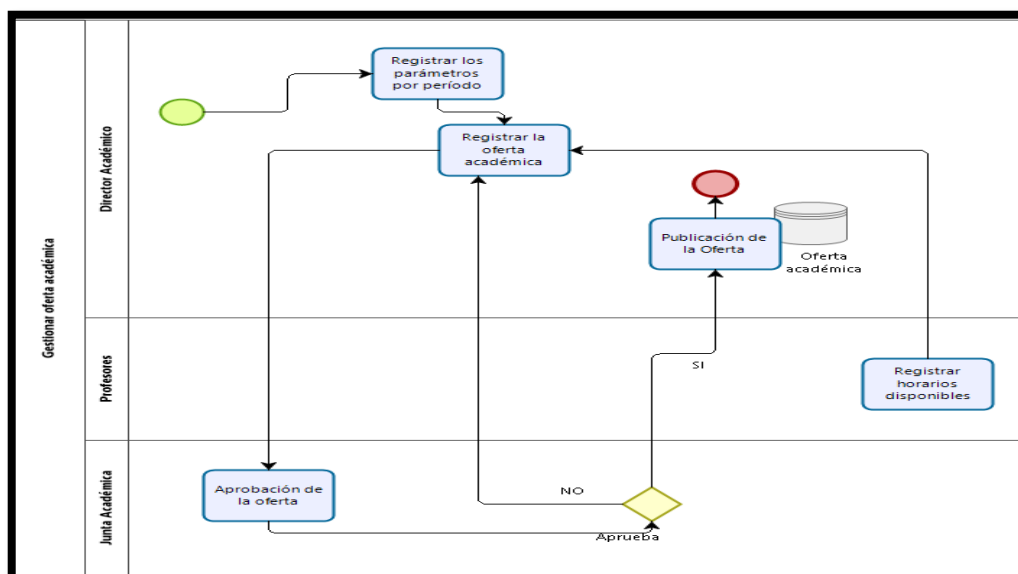 Gestionar oferta académica
Director Académico
Registrar los
parámetros
por período
Registrar la
oferta
académica
Publicación de
la Oferta
Oferta
académica
Profesores
SI
Registrar
horarios
disponibles
Junta Académica
Aprobación de
la oferta
NO
Aprueba